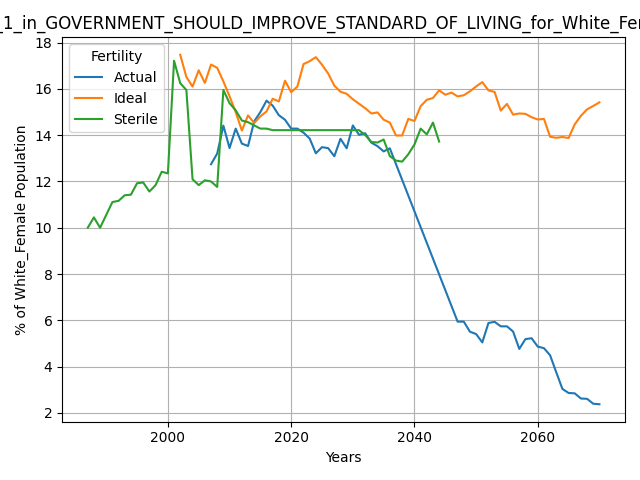 _1_in_GOVERNMENT_SHOULD_IMPROVE_STANDARD_OF_LIVING_for_White_Fe
Fertility
Actual
Ideal
Sterile
% of White_Female Population
18
16
14
12
10
8
6
4
2
2000
2020
2040
2060
Years